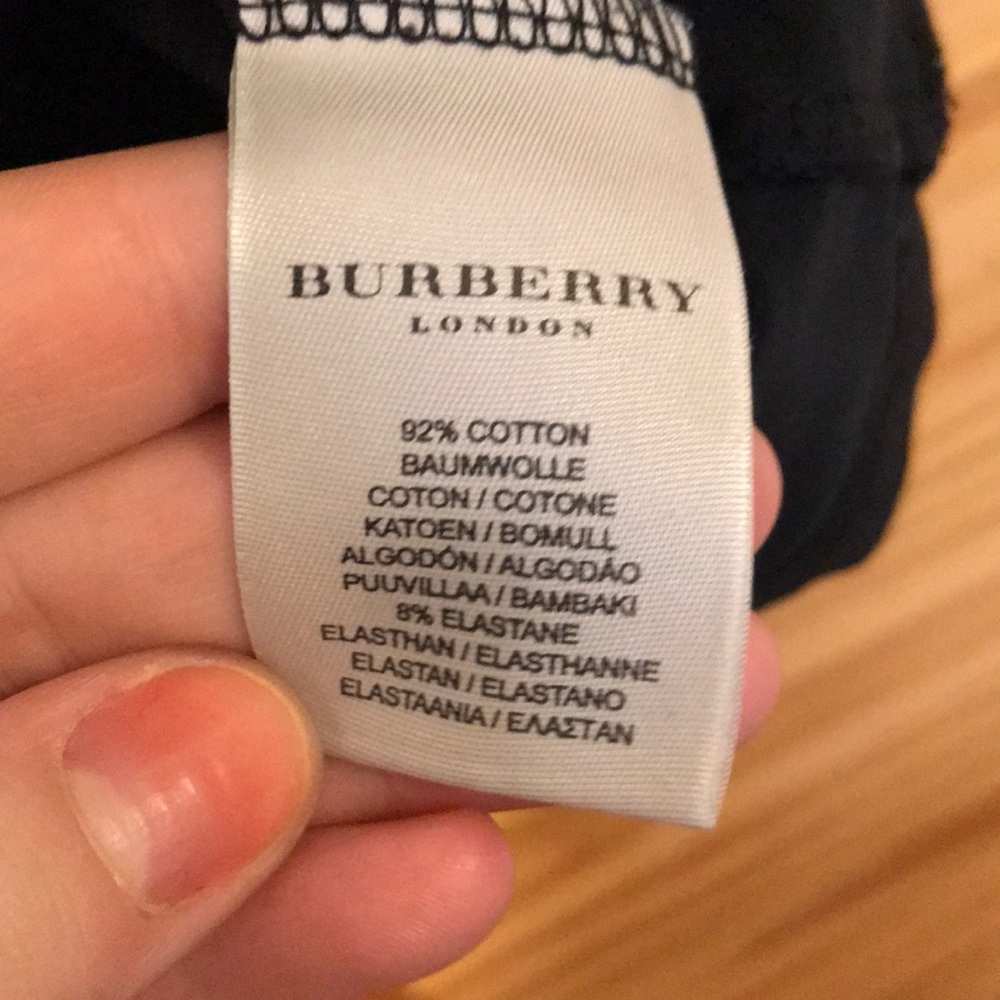 BURBERRY
LONDON
92% COTTON
BAUMWOLLE
COTON / COTONE
KATOEN / BOMULL
ALGODÓN / ALGODÃO
PUUVILLAA / BAMBAKI
8% ELASTANE
ELASTHAN / ELASTHANNE
ELASTAN / ELASTANO
ELASTAANIA / ΕΛΑΣΤΑΝ